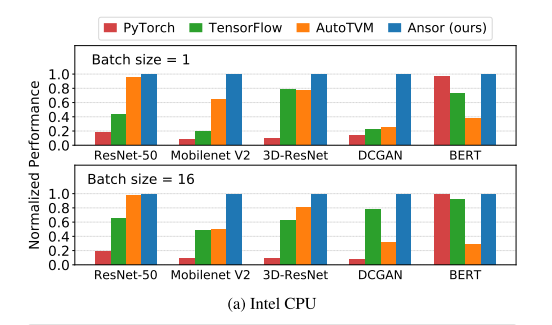 PyTorch TensorFlow AutoTVM Ansor (ours)
Normalized Performance
Batch size = 1
1.0
0.8
0.6
0.4
0.2
0.0
ResNet-50 Mobilenet V2 3D-ResNet DCGAN BERT
Batch size = 16
1.0
0.8
0.6
0.4
0.2
0.0
ResNet-50 Mobilenet V2 3D-ResNet DCGAN BERT
(a) Intel CPU